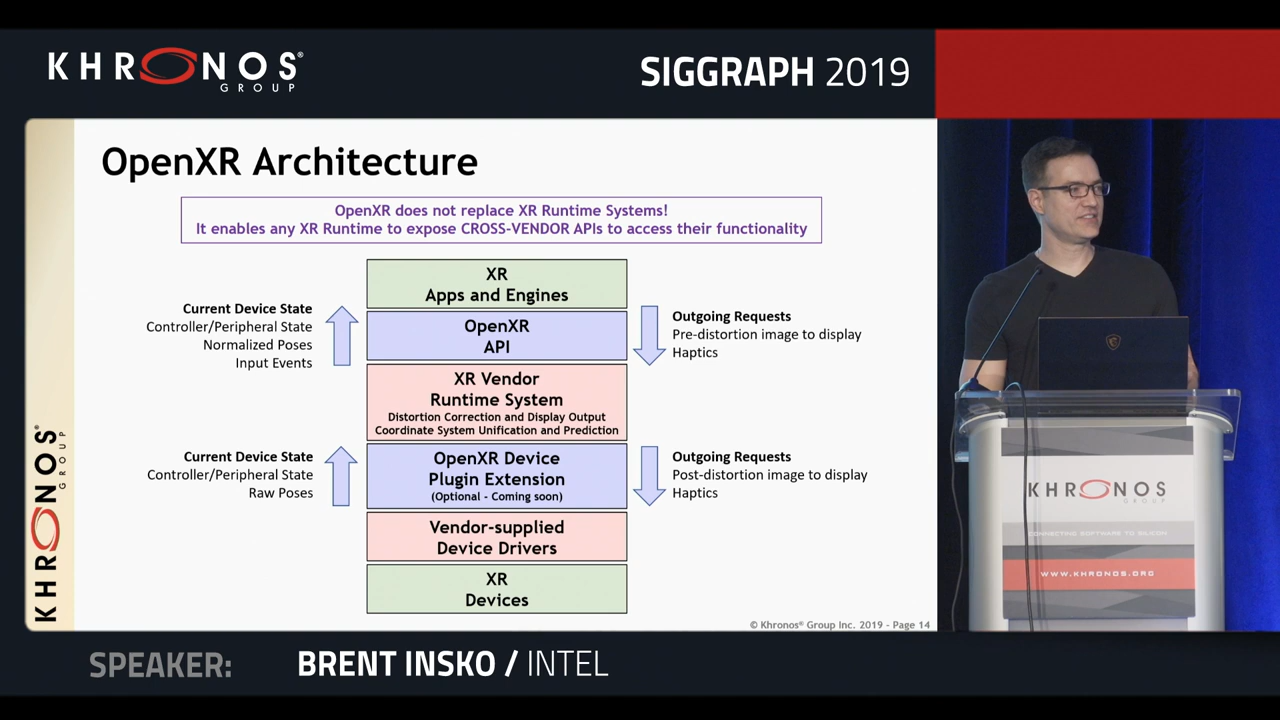 KHRONOS®
GROUP
SIGGRAPH 2019
OpenXR Architecture
OpenXR does not replace XR Runtime Systems!
It enables any XR Runtime to expose CROSS-VENDOR APIs to access their functionality
XR
Apps and Engines
Current Device State
Controller/Peripheral State
Normalized Poses
Input Events
OpenXR
API
Outgoing Requests
Pre-distortion image to display
Haptics
XR Vendor
Runtime System
Distortion Correction and Display Output
Coordinate System Unification and Prediction
Current Device State
Controller/Peripheral State
Raw Poses
OpenXR Device
Plugin Extension
(Optional - Coming soon)
Outgoing Requests
Post-distortion image to display
Haptics
Vendor-supplied
Device Drivers
XR
Devices
KHRONOS®
GROUP
© Khronos® Group Inc. 2019 - Page 14
KHRONOS
GROUP
CONNECTING SOFTWARE TO SILICON
WWW.KHRONOS.ORG
SPEAKER: BRENT INSKO / INTEL